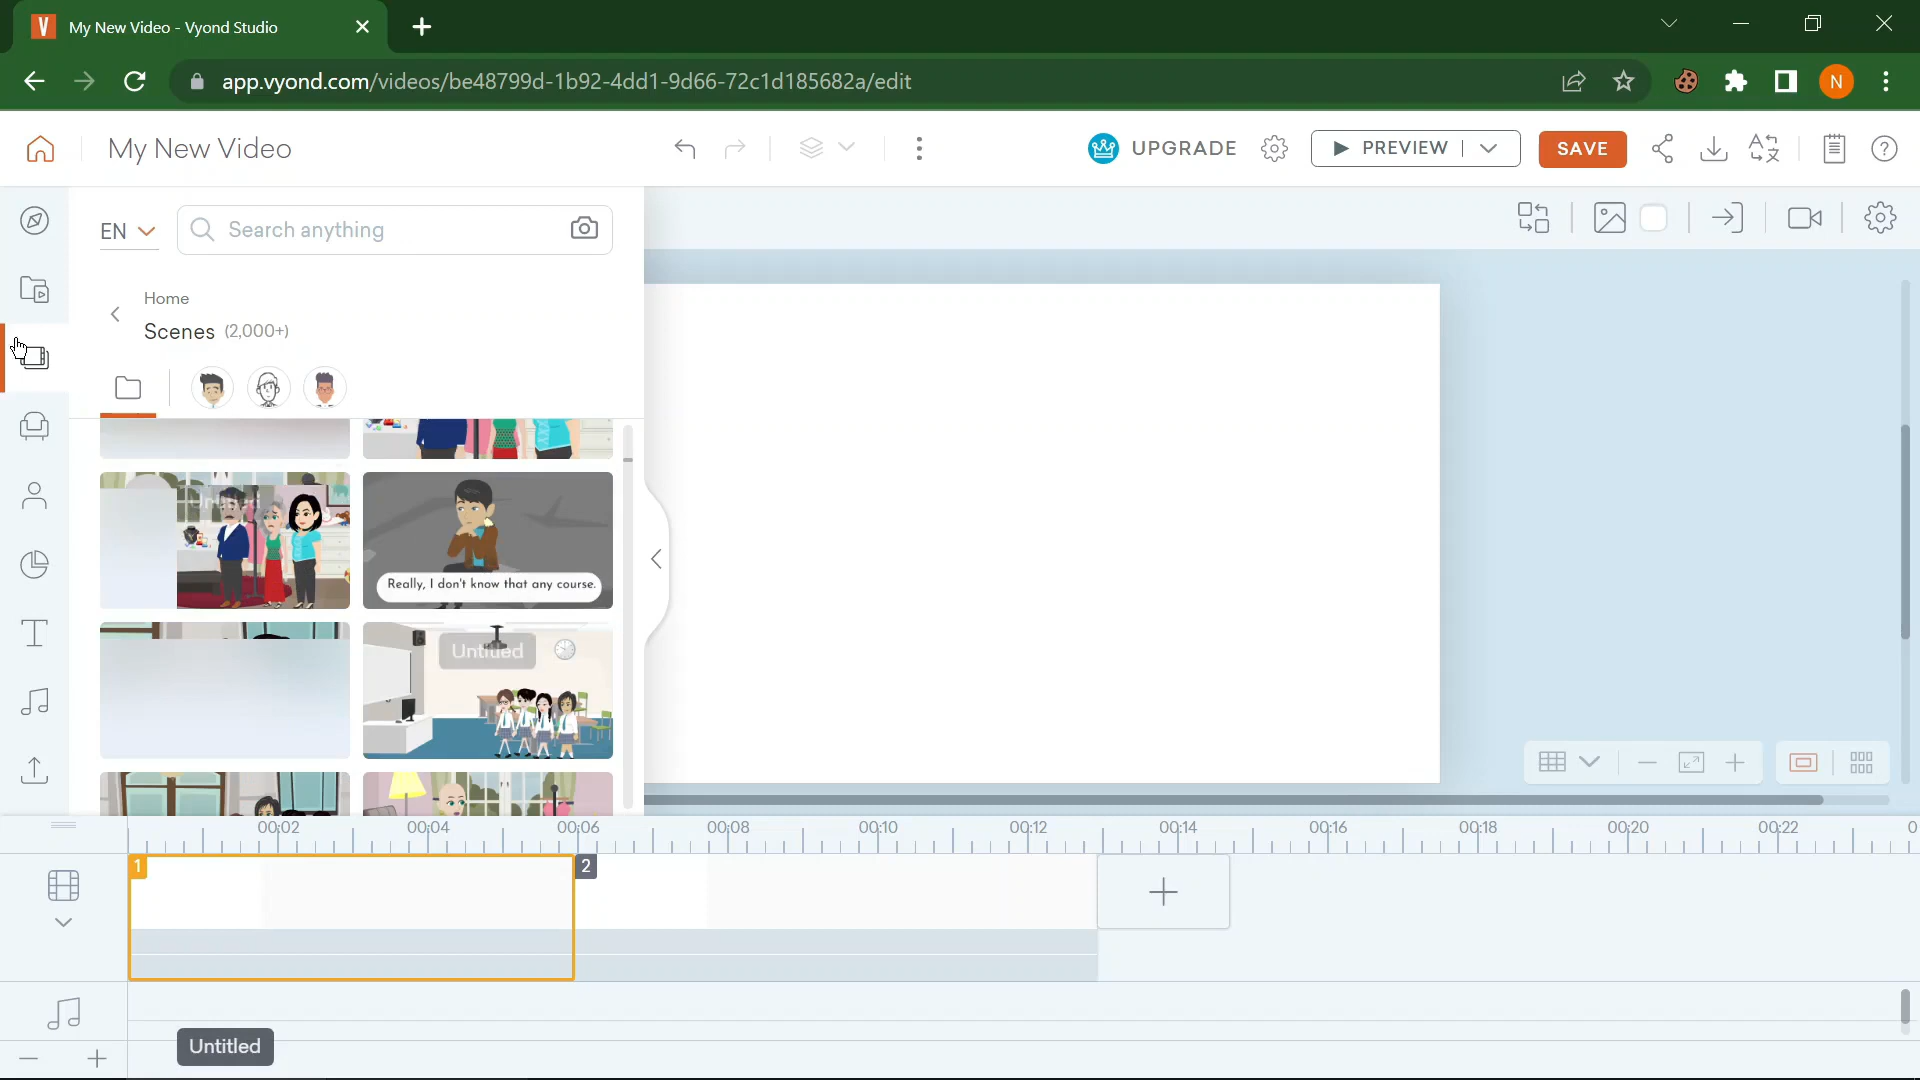 My New Video - Vyond Studio
app.vyond.com/videos/be48799d-1b92-4dd1-9d66-72c1d185682a/edit
N
My New Video
UPGRADE
PREVIEW
SAVE
EN
Search anything
Home
Scenes (2,000+)
Untitled
Really, I don't know that any course.
Untitled
00:02 00:04 00:06 00:08 00:10 00:12 00:14 00:16 00:18 00:20 00:22 0
1
2
Untitled